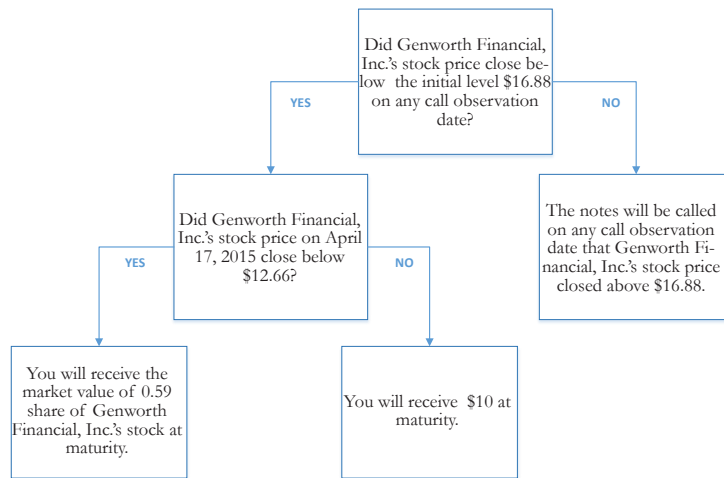 Did Genworth Financial,
Inc.'s stock price close be-
low the initial level $16.88
on any call observation
date?
YES
NO
Did Genworth Financial,
Inc.'s stock price on April
17, 2015 close below
$12.66?
The notes will be called
on any call observation
date that Genworth Fi-
nancial, Inc.'s stock price
closed above $16.88.
YES
NO
You will receive the
market value of 0.59
share of Genworth
Financial, Inc.'s stock at
maturity.
You will receive $10 at
maturity.